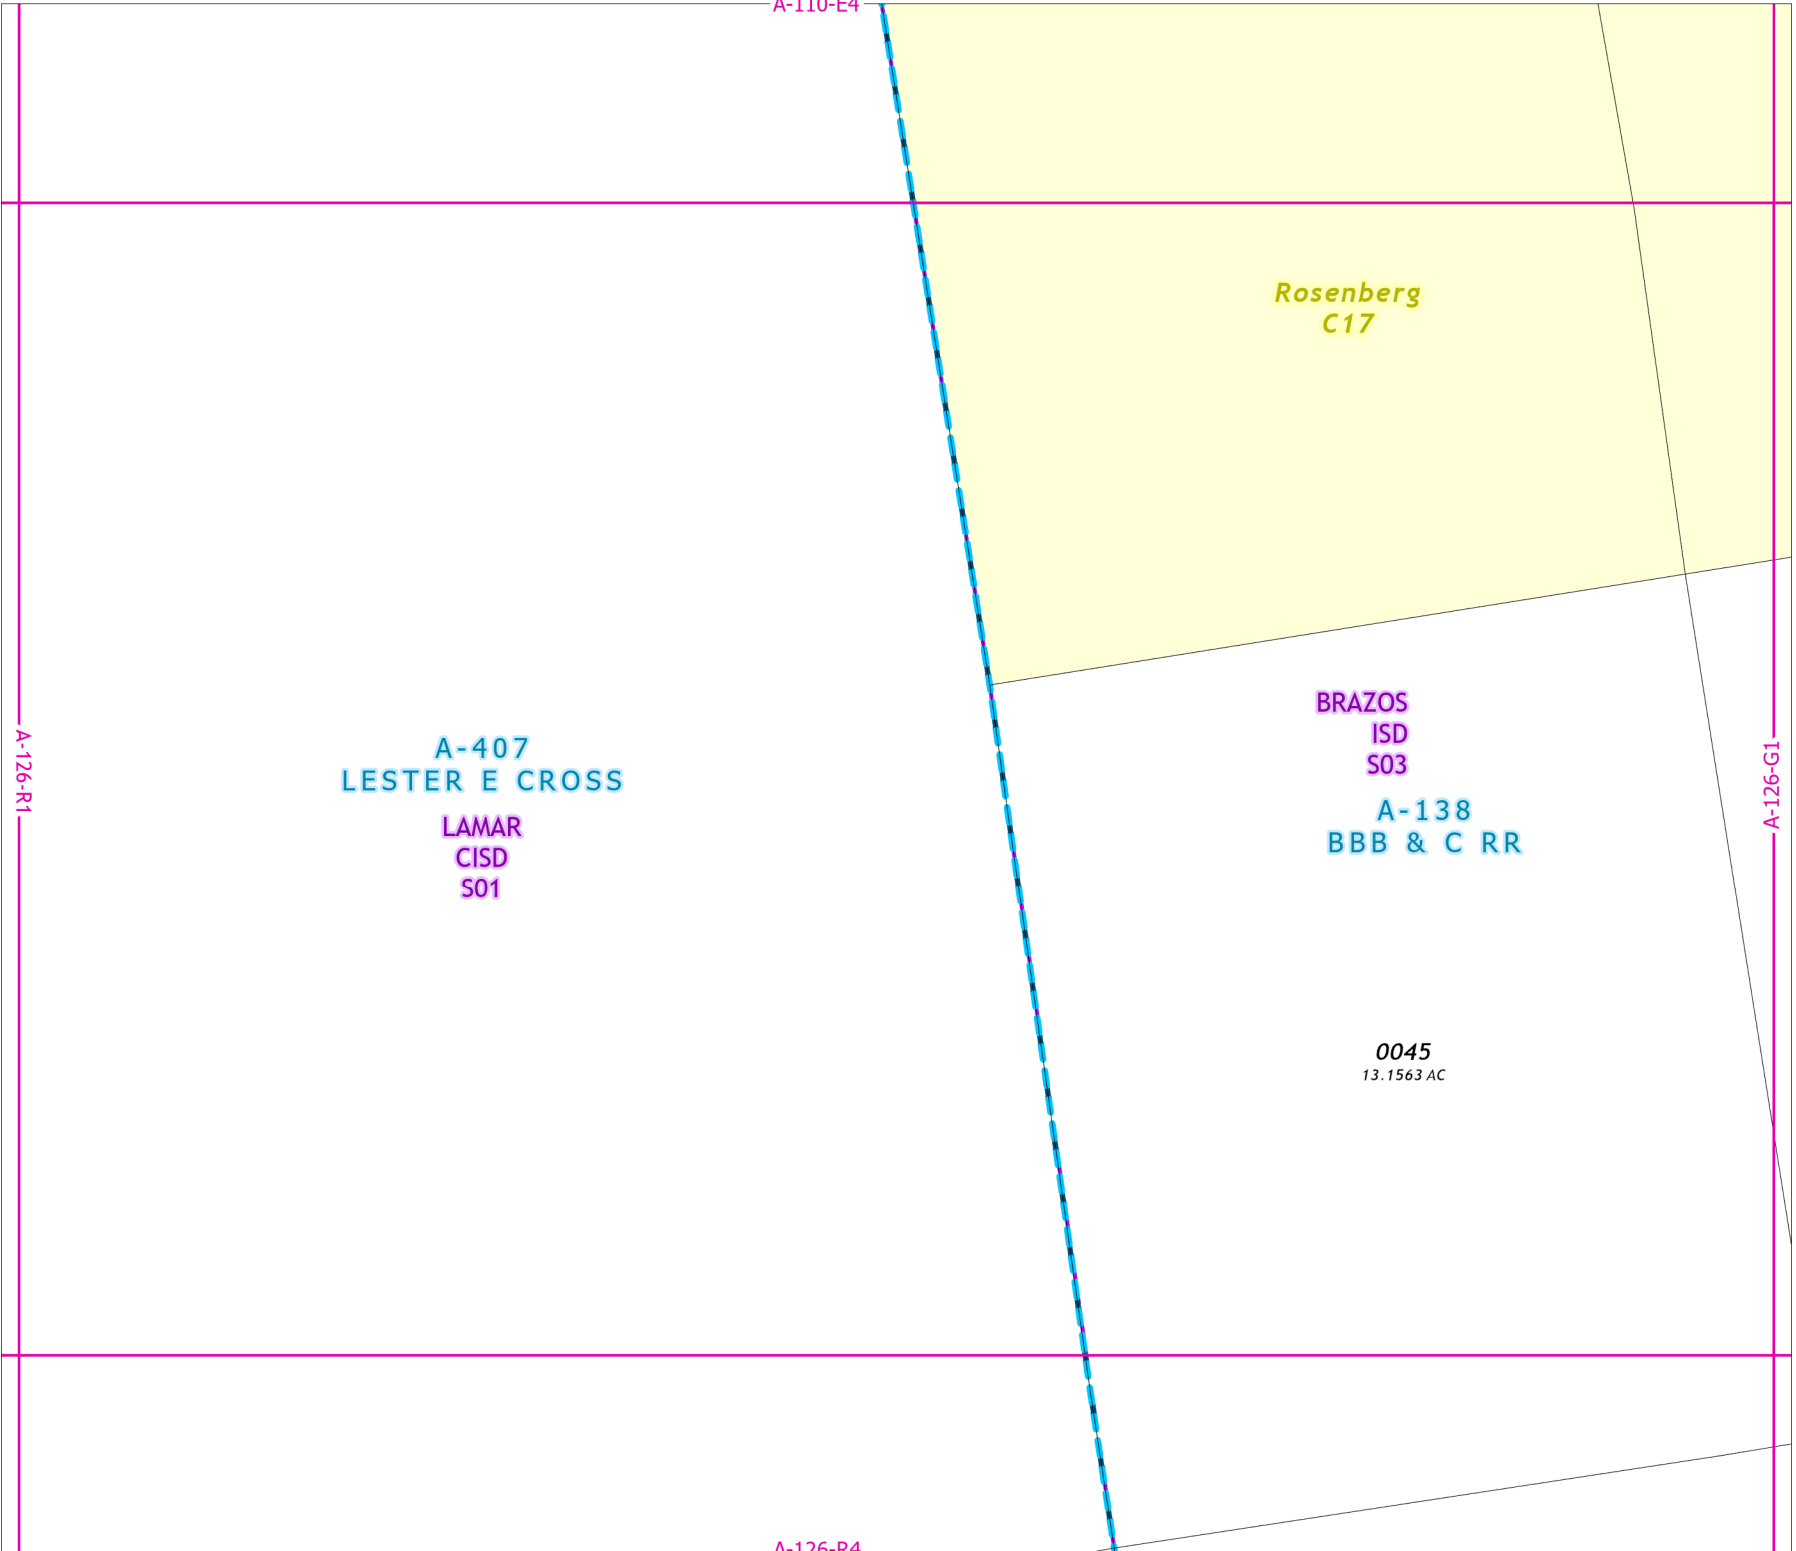 A-110-E4
Rosenberg
C17
A-126-R1
A-407
LESTER E CROSS
LAMAR
CISD
S01
BRAZOS
ISD
S03
A-138
BBB & C RR
A-126-G1
0045
13.1563 AC
A-126-R4